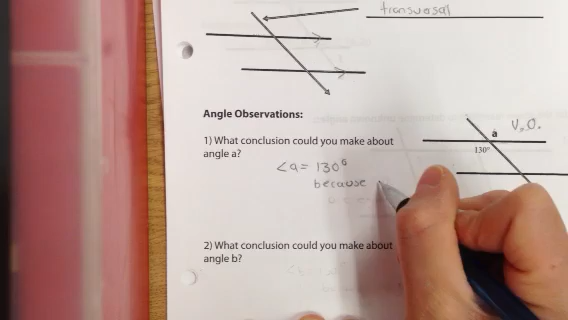 transversal
Angle Observations:
1) What conclusion could you make about
angle a?
<a = 130°
because
a
V.O.
130°
2) What conclusion could you make about
angle b?